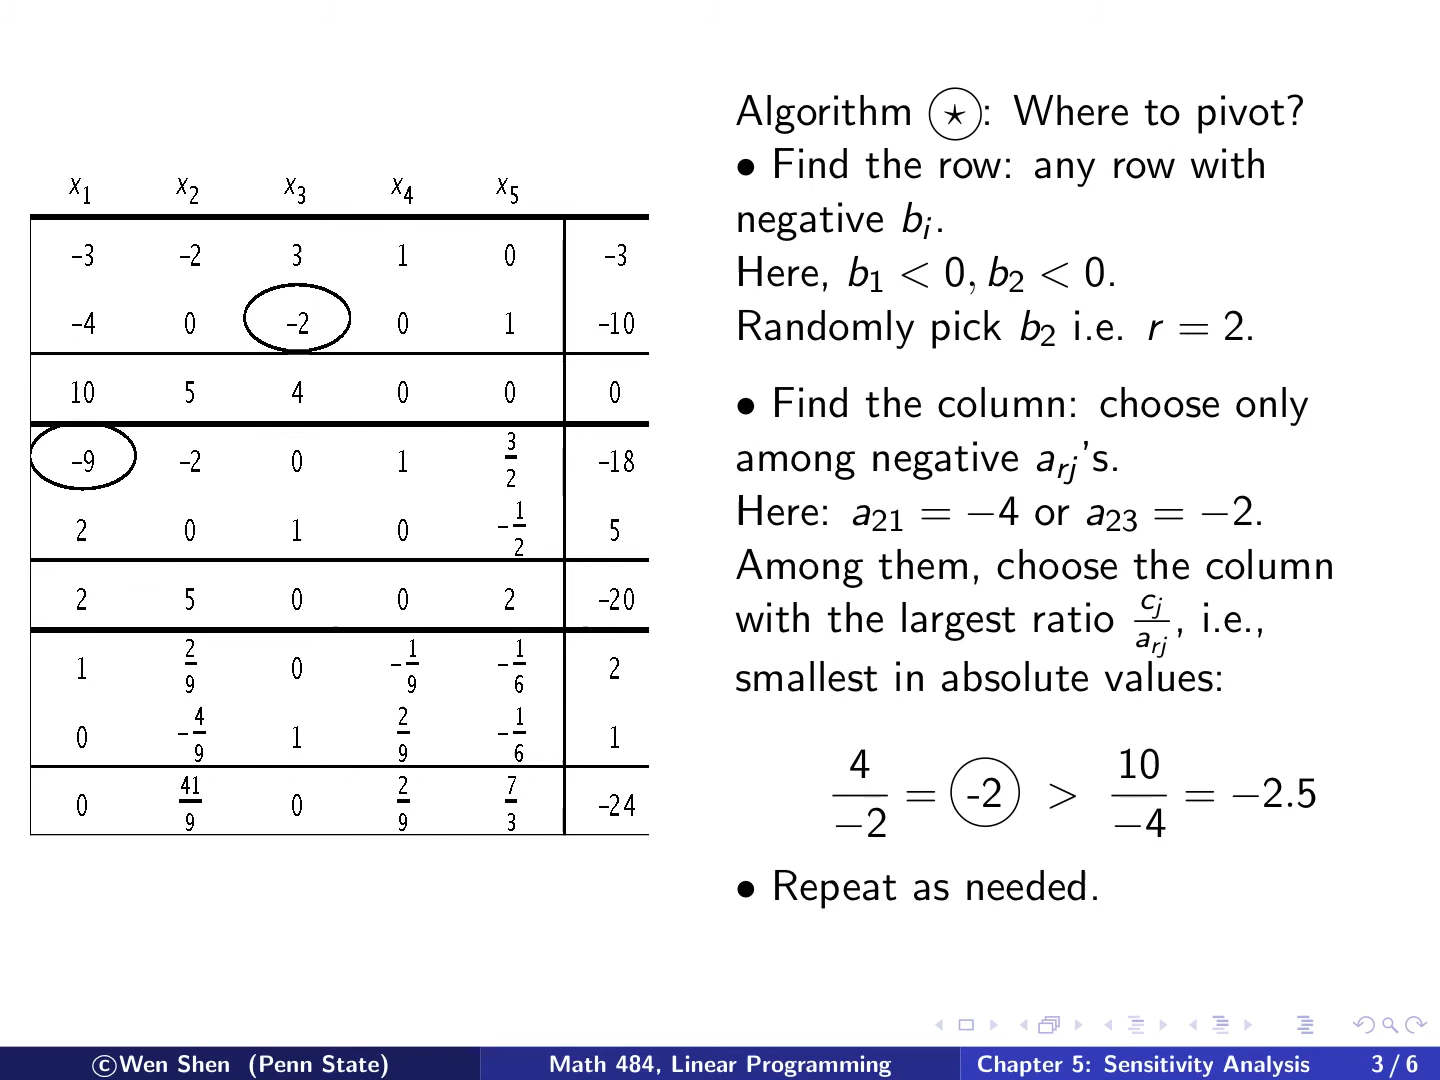 x₁ x₂ x₃ x₄ x₅
–3 –2 3 1 0 –3
–4 0 –2 0 1 –10
10 5 4 0 0 0
–9 –2 0 1 3/2 –18
2 0 1 0 –1/2 5
2 5 0 0 2 –20
1 2/9 0 –1/9 –1/6 2
0 –4/9 1 2/9 –1/6 1
0 41/9 0 2/9 7/3 –24
Algorithm ⋆: Where to pivot?
• Find the row: any row with
negative bᵢ.
Here, b₁ < 0, b₂ < 0.
Randomly pick b₂ i.e. r = 2.
• Find the column: choose only
among negative aᵣⱼ's.
Here: a₂₁ = −4 or a₂₃ = −2.
Among them, choose the column
with the largest ratio cⱼ/aᵣⱼ, i.e.,
smallest in absolute values:
4/−2 = -2 > 10/−4 = −2.5
• Repeat as needed.
©Wen Shen (Penn State) Math 484, Linear Programming Chapter 5: Sensitivity Analysis 3 / 6